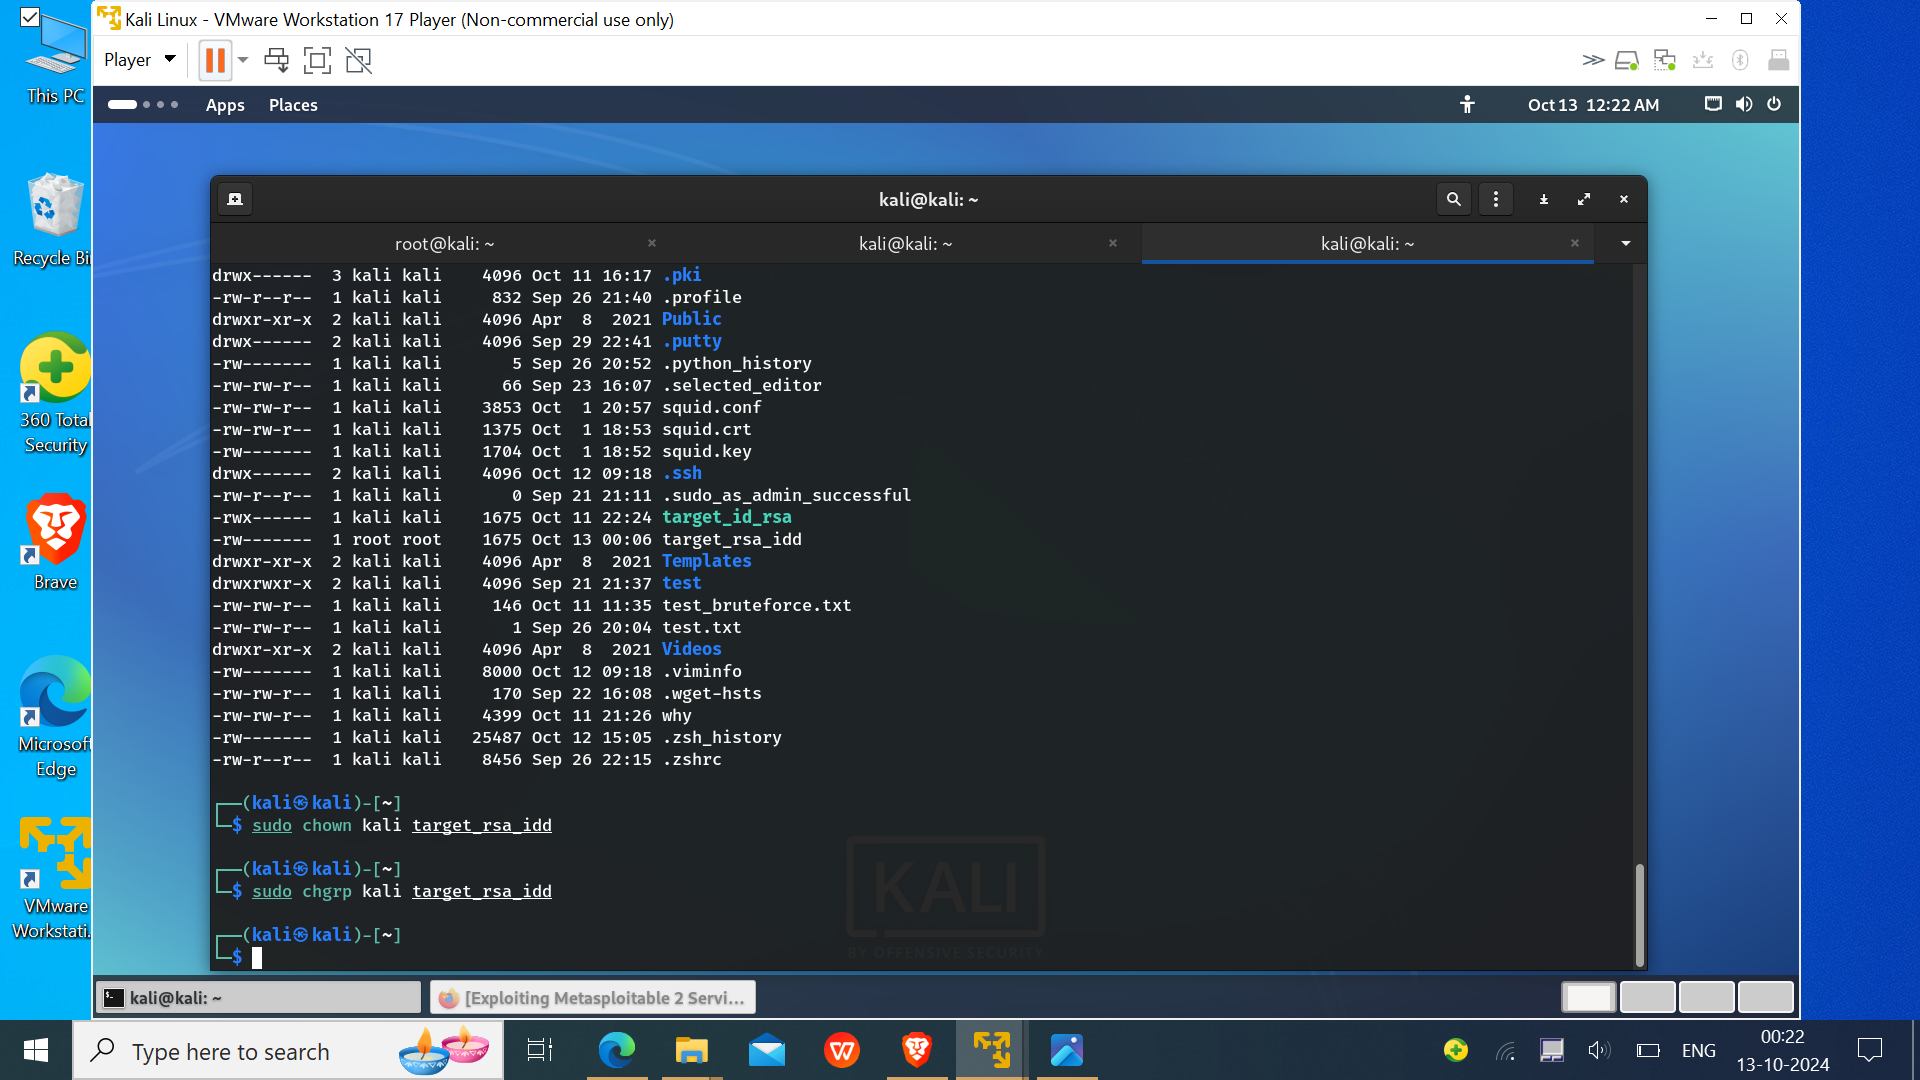 Kali Linux - VMware Workstation 17 Player (Non-commercial use only)
Player
This PC
Apps Places
Oct 13 12:22 AM
Recycle Bi
360 Total
Security
Brave
Microsoft
Edge
VMware
Workstati...
kali@kali: ~
root@kali: ~
kali@kali: ~
kali@kali: ~
drwx------  3 kali kali    4096 Oct 11 16:17 .pki
-rw-r--r--  1 kali kali     832 Sep 26 21:40 .profile
drwxr-xr-x  2 kali kali    4096 Apr  8  2021 Public
drwx------  2 kali kali    4096 Sep 29 22:41 .putty
-rw-------  1 kali kali       5 Sep 26 20:52 .python_history
-rw-rw-r--  1 kali kali      66 Sep 23 16:07 .selected_editor
-rw-rw-r--  1 kali kali    3853 Oct  1 20:57 squid.conf
-rw-rw-r--  1 kali kali    1375 Oct  1 18:53 squid.crt
-rw-------  1 kali kali    1704 Oct  1 18:52 squid.key
drwx------  2 kali kali    4096 Oct 12 09:18 .ssh
-rw-r--r--  1 kali kali       0 Sep 21 21:11 .sudo_as_admin_successful
-rwx------  1 kali kali    1675 Oct 11 22:24 target_id_rsa
-rw-------  1 root root    1675 Oct 13 00:06 target_rsa_idd
drwxr-xr-x  2 kali kali    4096 Apr  8  2021 Templates
drwxrwxr-x  2 kali kali    4096 Sep 21 21:37 test
-rw-rw-r--  1 kali kali     146 Oct 11 11:35 test_bruteforce.txt
-rw-rw-r--  1 kali kali       1 Sep 26 20:04 test.txt
drwxr-xr-x  2 kali kali    4096 Apr  8  2021 Videos
-rw-------  1 kali kali    8000 Oct 12 09:18 .viminfo
-rw-rw-r--  1 kali kali     170 Sep 22 16:08 .wget-hsts
-rw-rw-r--  1 kali kali    4399 Oct 11 21:26 why
-rw-------  1 kali kali   25487 Oct 12 15:05 .zsh_history
-rw-r--r--  1 kali kali    8456 Sep 26 22:15 .zshrc
┌──(kali㉿kali)-[~]
└─$ sudo chown kali target_rsa_idd
┌──(kali㉿kali)-[~]
└─$ sudo chgrp kali target_rsa_idd
┌──(kali㉿kali)-[~]
└─$
KALI
BY OFFENSIVE SECURITY
kali@kali: ~
[Exploiting Metasploitable 2 Servi...
Type here to search
ENG
00:22
13-10-2024